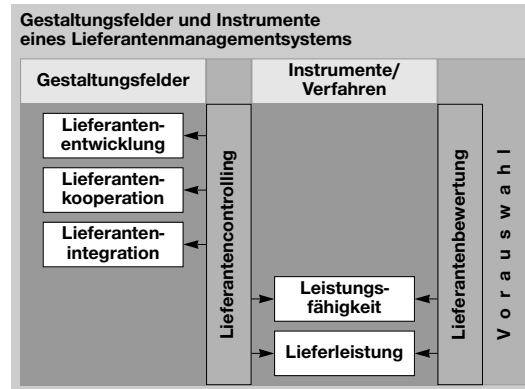 Gestaltungsfelder und Instrumente
eines Lieferantenmanagementsystems
Gestaltungsfelder
Instrumente/
Verfahren
Lieferanten-
entwicklung
Lieferanten-
kooperation
Lieferanten-
integration
Lieferantencontrolling
Leistungs-
fähigkeit
Lieferleistung
Lieferantenbewertung
Vorauswahl